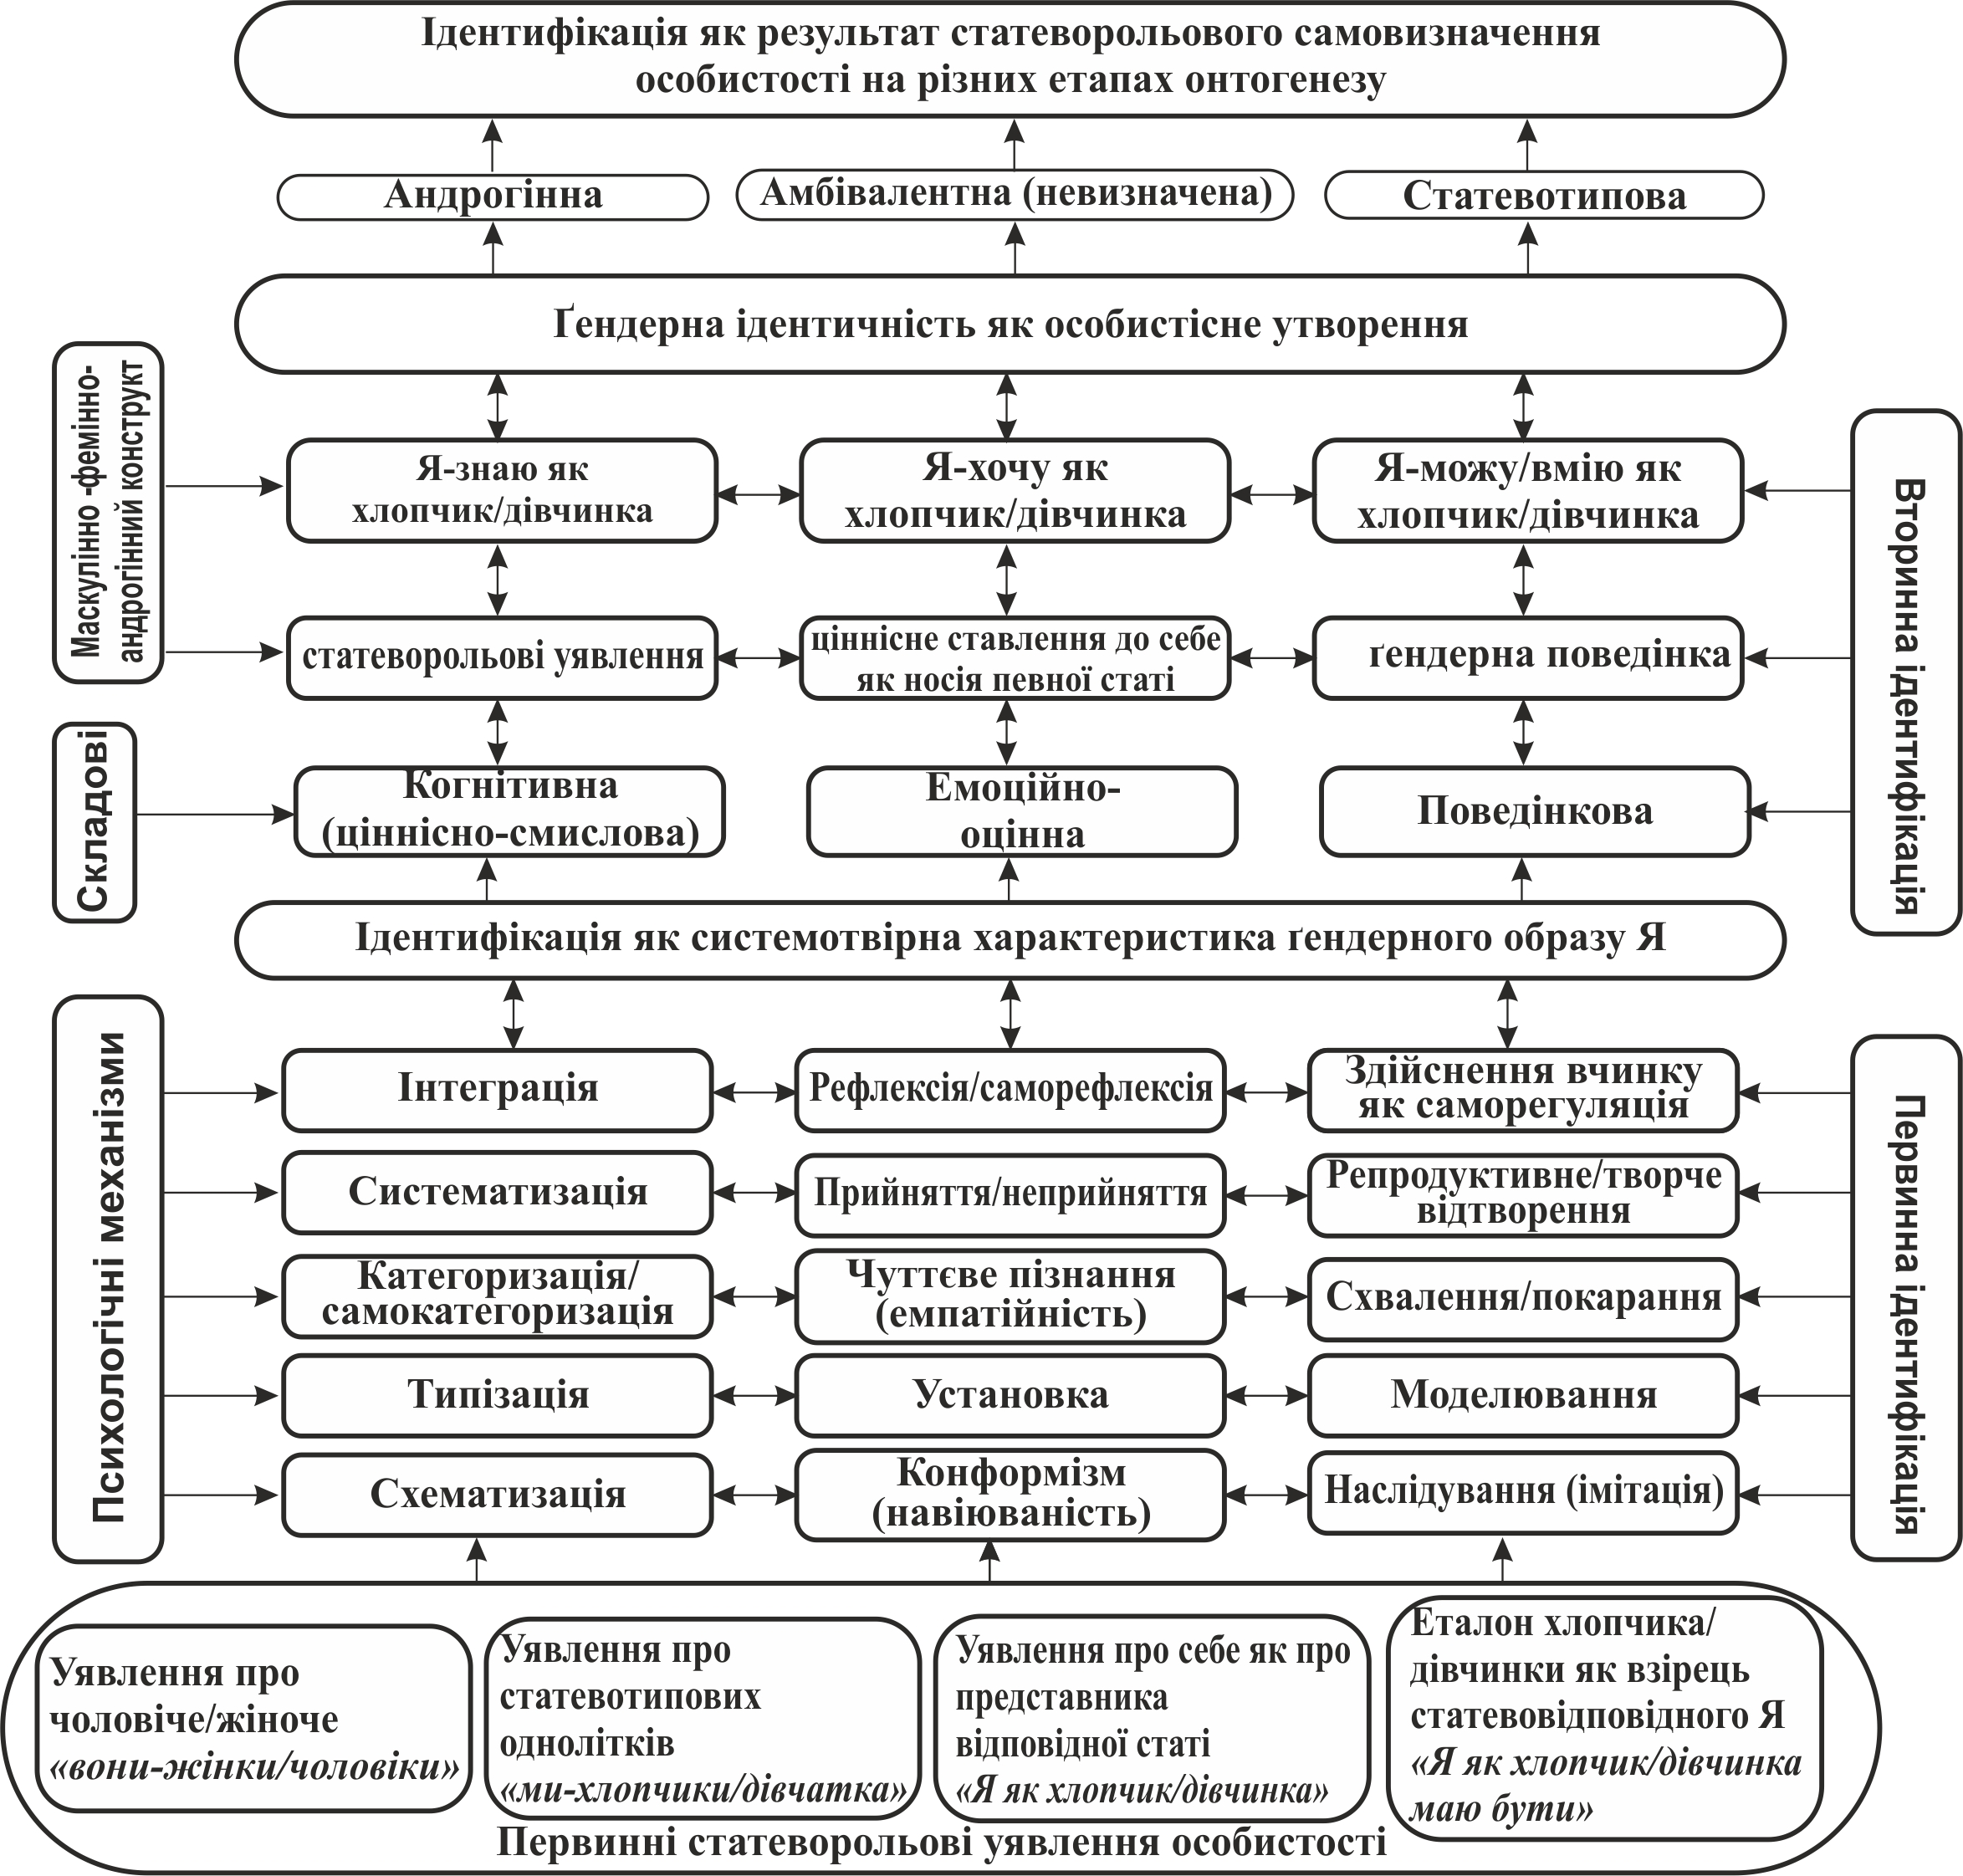 Ідентифікація як результат статеворольового самовизначення
особистості на різних етапах онтогенезу
Андрогінна
Амбівалентна (невизначена)
Статевотипова
Ґендерна ідентичність як особистісне утворення
Маскулінно -фемінно-
андрогінний конструкт
Я-знаю як
хлопчик/дівчинка
Я-хочу як
хлопчик/дівчинка
Я-можу/вмію як
хлопчик/дівчинка
Вторинна ідентифікація
статеворольові уявлення
ціннісне ставлення до себе
як носія певної статі
ґендерна поведінка
Складові
Когнітивна
(ціннісно-смислова)
Емоційно-
оцінна
Поведінкова
Ідентифікація як системотвірна характеристика ґендерного образу Я
Психологічні механізми
Інтеграція
Рефлексія/саморефлексія
Здійснення вчинку
як саморегуляція
Первинна ідентифікація
Систематизація
Прийняття/неприйняття
Репродуктивне/творче
відтворення
Категоризація/
самокатегоризація
Чуттєве пізнання
(емпатійність)
Схвалення/покарання
Типізація
Установка
Моделювання
Схематизація
Конформізм
(навіюваність)
Наслідування (імітація)
Уявлення про
чоловіче/жіноче
«вони-жінки/чоловіки»
Уявлення про
статевотипових
однолітків
«ми-хлопчики/дівчатка»
Уявлення про себе як про
представника
відповідної статі
«Я як хлопчик/дівчинка»
Еталон хлопчика/
дівчинки як взірець
статевовідповідного Я
«Я як хлопчик/дівчинка
маю бути»
Первинні статеворольові уявлення особистості